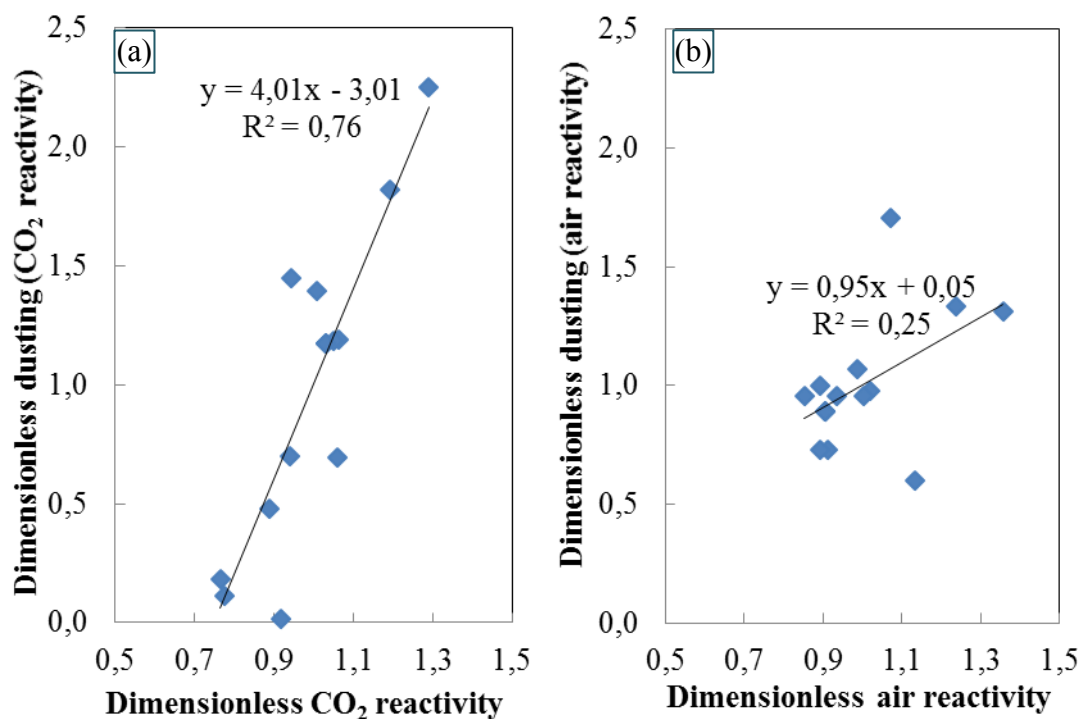 (a)
y = 4,01x - 3,01
R² = 0,76
Dimensionless dusting (CO₂ reactivity)
2,5
2,0
1,5
1,0
0,5
0,0
0,5 0,7 0,9 1,1 1,3 1,5
Dimensionless CO₂ reactivity
(b)
y = 0,95x + 0,05
R² = 0,25
Dimensionless dusting (air reactivity)
2,5
2,0
1,5
1,0
0,5
0,0
0,5 0,7 0,9 1,1 1,3 1,5
Dimensionless air reactivity